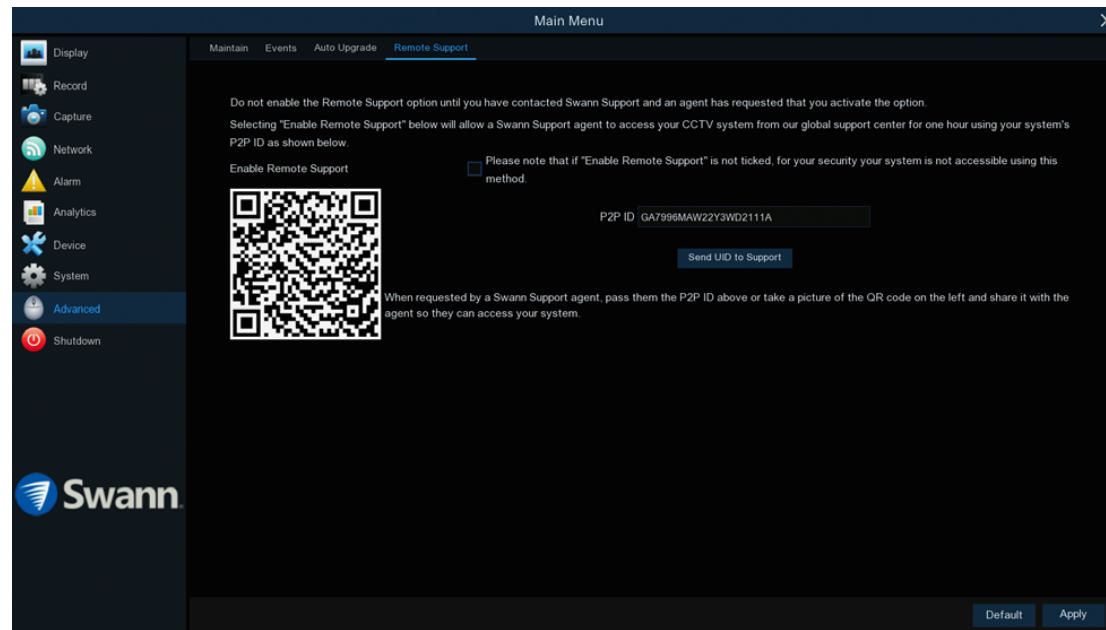 Main Menu
X
Display
Record
Capture
Network
Alarm
Analytics
Device
System
Advanced
Shutdown
Swann
Maintain Events Auto Upgrade Remote Support
Do not enable the Remote Support option until you have contacted Swann Support and an agent has requested that you activate the option.
Selecting "Enable Remote Support" below will allow a Swann Support agent to access your CCTV system from our global support center for one hour using your system's
P2P ID as shown below.
Enable Remote Support
Please note that if "Enable Remote Support" is not ticked, for your security your system is not accessible using this
method.
P2P ID GA7996MAW22Y3WD2111A
Send UID to Support
When requested by a Swann Support agent, pass them the P2P ID above or take a picture of the QR code on the left and share it with the
agent so they can access your system.
Default Apply